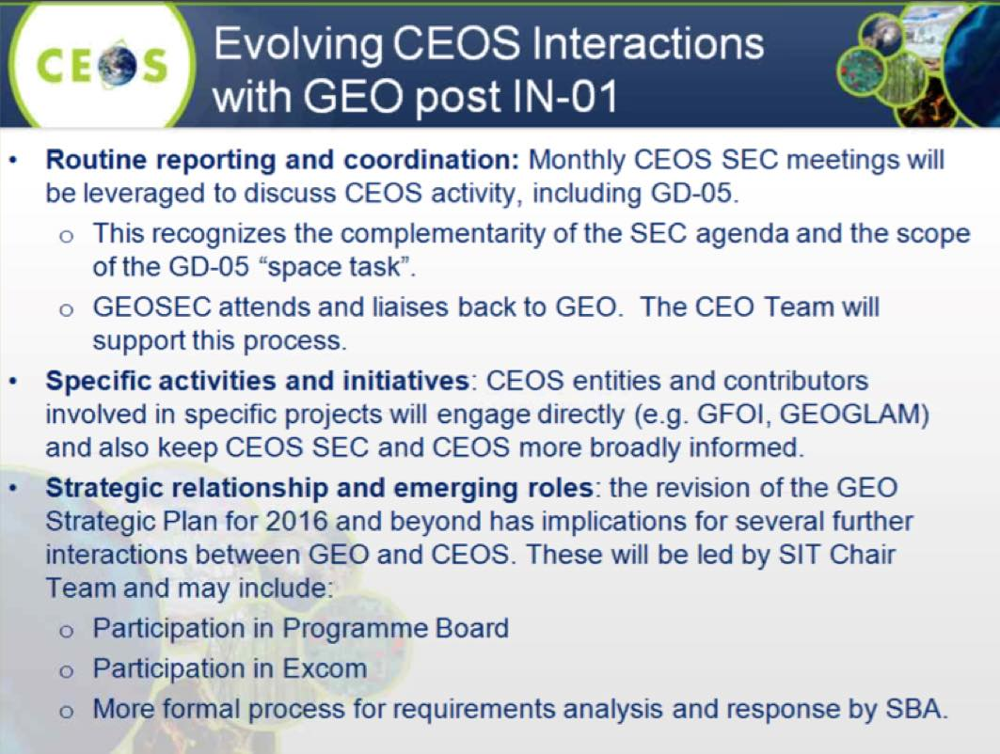 CEOS
Evolving CEOS Interactions
with GEO post IN-01
• Routine reporting and coordination: Monthly CEOS SEC meetings will
be leveraged to discuss CEOS activity, including GD-05.
o This recognizes the complementarity of the SEC agenda and the scope
of the GD-05 “space task”.
o GEOSEC attends and liaises back to GEO.  The CEO Team will
support this process.
• Specific activities and initiatives: CEOS entities and contributors
involved in specific projects will engage directly (e.g. GFOI, GEOGLAM)
and also keep CEOS SEC and CEOS more broadly informed.
• Strategic relationship and emerging roles: the revision of the GEO
Strategic Plan for 2016 and beyond has implications for several further
interactions between GEO and CEOS. These will be led by SIT Chair
Team and may include:
o Participation in Programme Board
o Participation in Excom
o More formal process for requirements analysis and response by SBA.